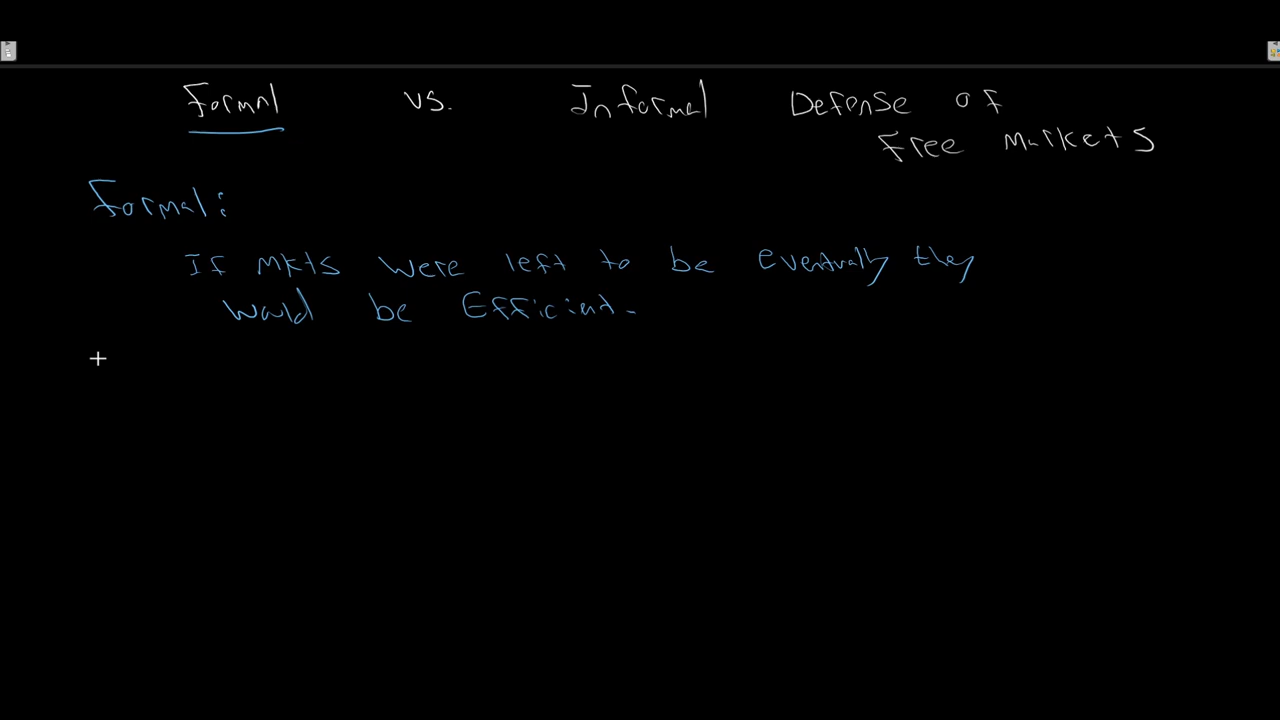 Formal vs. Informal Defense of
Free Markets
Formal:
If Mkts were left to be eventually they
would be Efficient.